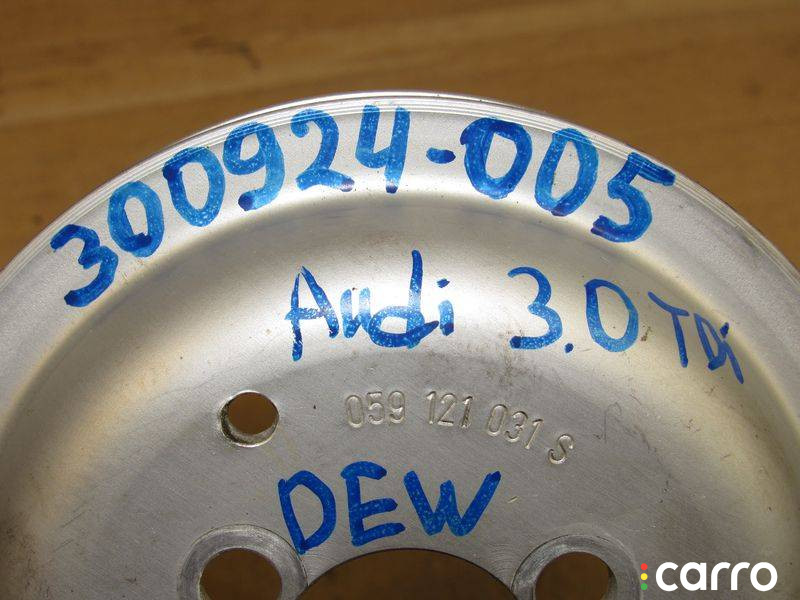 300924-005
Audi 3.0 TDi
059 121 031 S
DEW
carro